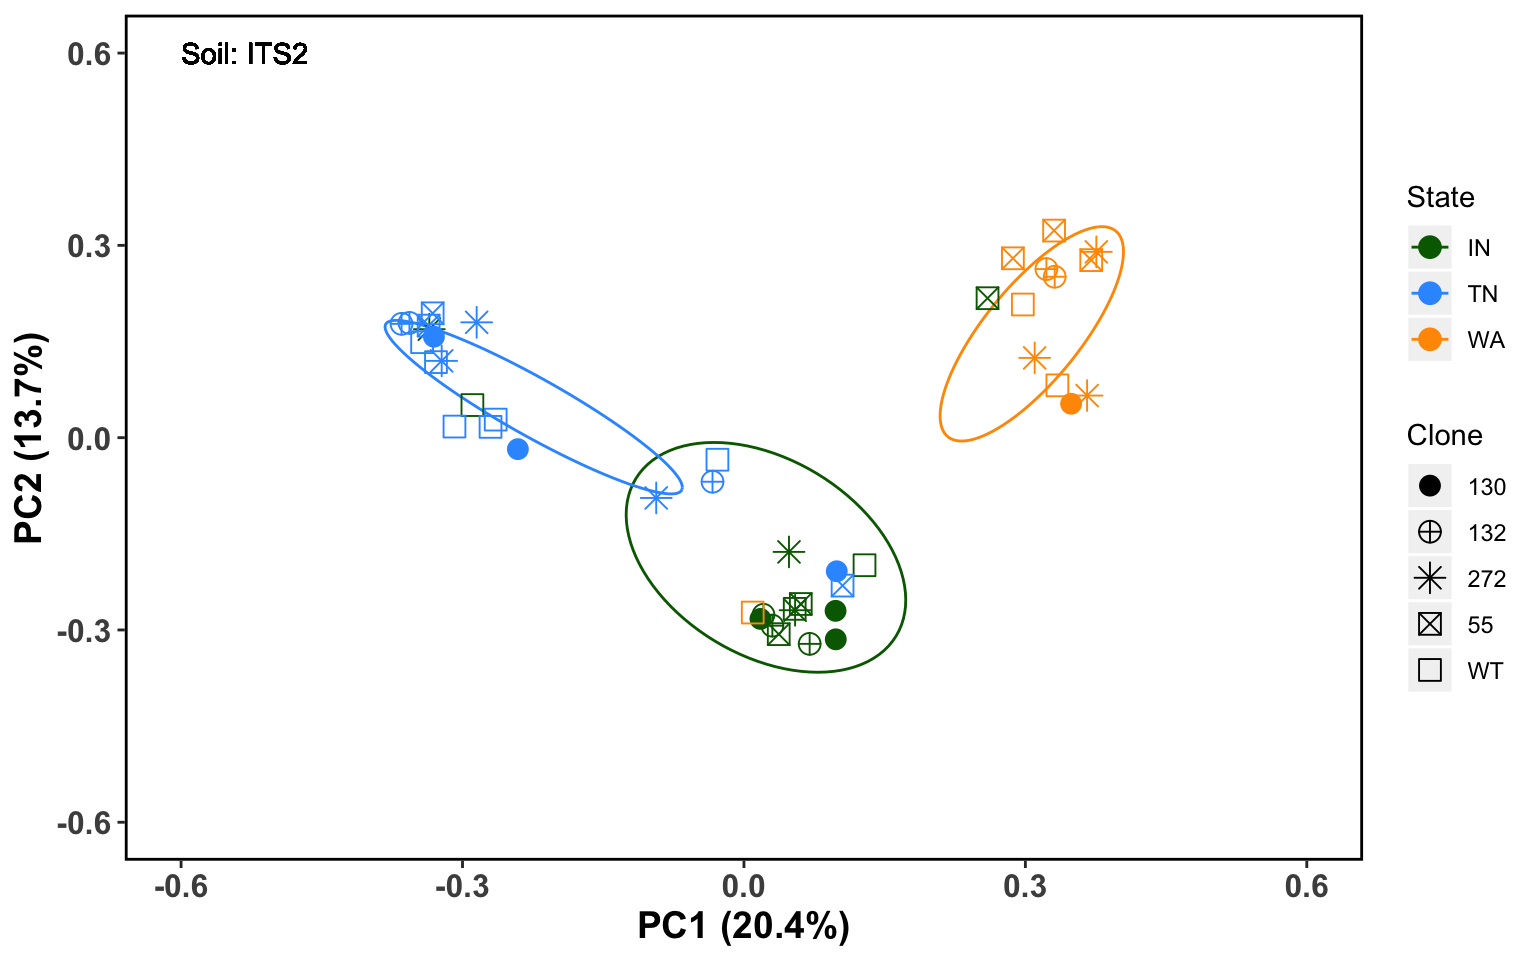 Soil: ITS2
0.6
0.3
0.0
-0.3
-0.6
PC2 (13.7%)
-0.6
-0.3
0.0
0.3
0.6
PC1 (20.4%)
State
IN
TN
WA
Clone
130
132
272
55
WT